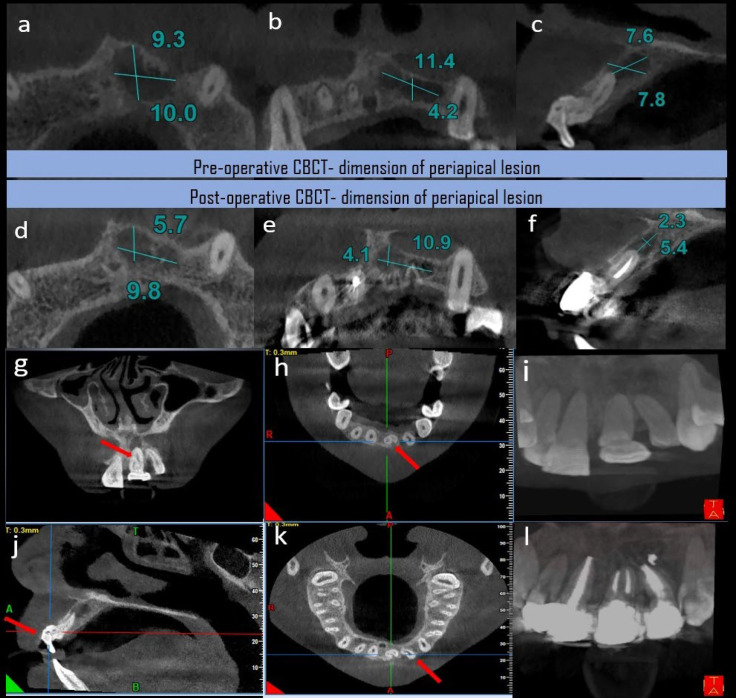 a
9.3
10.0
b
11.4
4.2
c
7.6
7.8
Pre-operative CBCT- dimension of periapical lesion
Post-operative CBCT- dimension of periapical lesion
d
5.7
9.8
e
4.1
10.9
f
2.3
5.4
g
T: 0.3mm
h
P
R
A
i
T
A
T: 0.3mm
j
T
A
B
T: 0.3mm
k
A
l
T
A